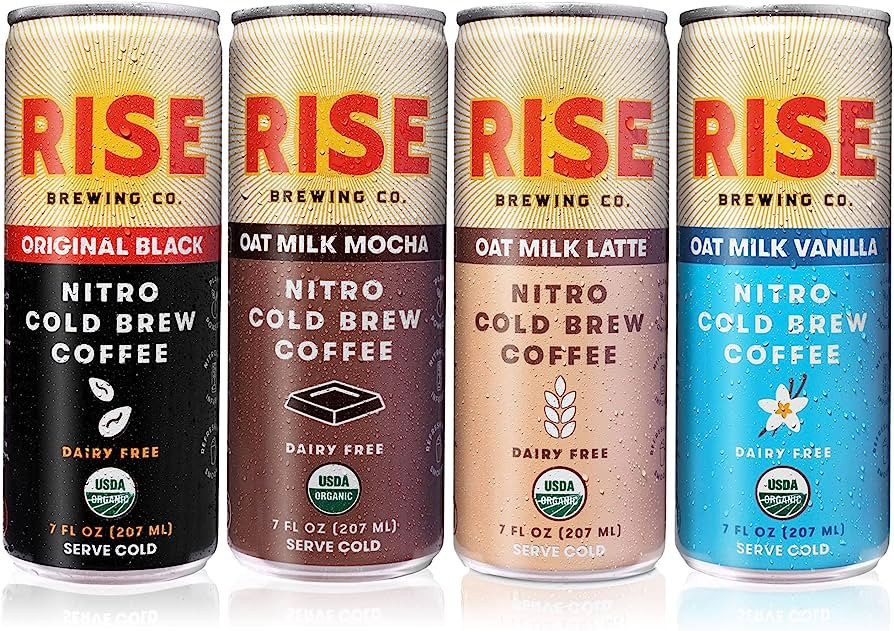 RISE
BREWING CO.
ORIGINAL BLACK
NITRO
COLD BREW
COFFEE
DAIRY FREE
USDA
ORGANIC
7 FL OZ (207 ML)
SERVE COLD
RISE
BREWING CO.
OAT MILK MOCHA
NITRO
COLD BREW
COFFEE
DAIRY FREE
USDA
ORGANIC
7 FL OZ (207 ML)
SERVE COLD
RISE
BREWING CO.
OAT MILK LATTE
NITRO
COLD BREW
COFFEE
DAIRY FREE
USDA
ORGANIC
7 FL OZ (207 ML)
SERVE COLD
RISE
BREWING CO.
OAT MILK VANILLA
NITRO
COLD BREW
COFFEE
DAIRY FREE
USDA
ORGANIC
7 FL OZ (207 ML)
SERVE COLD